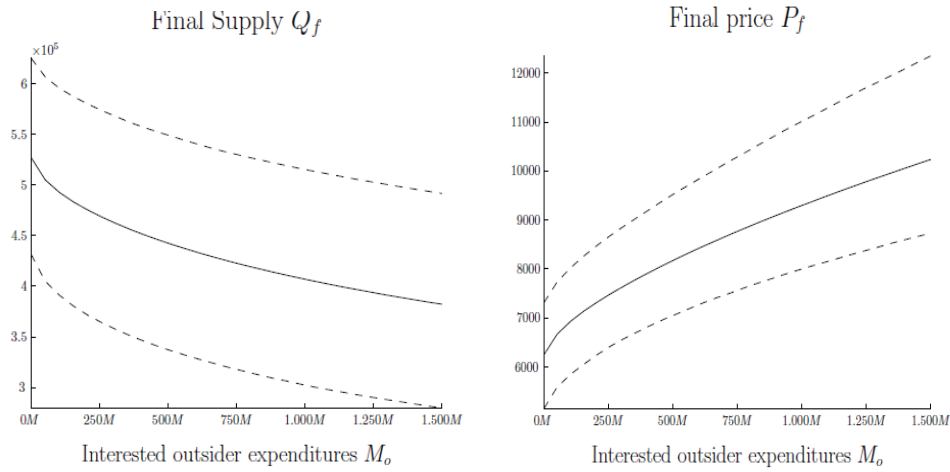 Final Supply Q_f
×10⁵
6
5.5
5
4.5
4
3.5
3
0M 250M 500M 750M 1.000M 1.250M 1.500M
Interested outsider expenditures M_o
Final price P_f
12000
11000
10000
9000
8000
7000
6000
0M 250M 500M 750M 1.000M 1.250M 1.500M
Interested outsider expenditures M_o